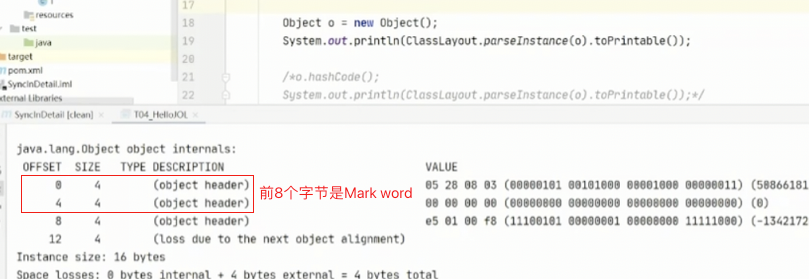 17
resources
18 Object o = new Object();
test
19 System.out.println(ClassLayout.parseInstance(o).toPrintable());
java
20
target
21 /*o.hashCode();
pom.xml
SyncInDetail.iml
22 System.out.println(ClassLayout.parseInstance(o).toPrintable());*/
xternal Libraries
SyncInDetail [clean] × T04_HelloJOL ×
java.lang.Object object internals:
OFFSET SIZE TYPE DESCRIPTION VALUE
0 4 (object header) 05 28 08 03 (00000101 00101000 00001000 00000011) (50866181
前8个字节是Mark word
4 4 (object header) 00 00 00 00 (00000000 00000000 00000000 00000000) (0)
8 4 (object header) e5 01 00 f8 (11100101 00000001 00000000 11111000) (-1342172
12 4 (loss due to the next object alignment)
Instance size: 16 bytes
Space losses: 0 bytes internal + 4 bytes external = 4 bytes total